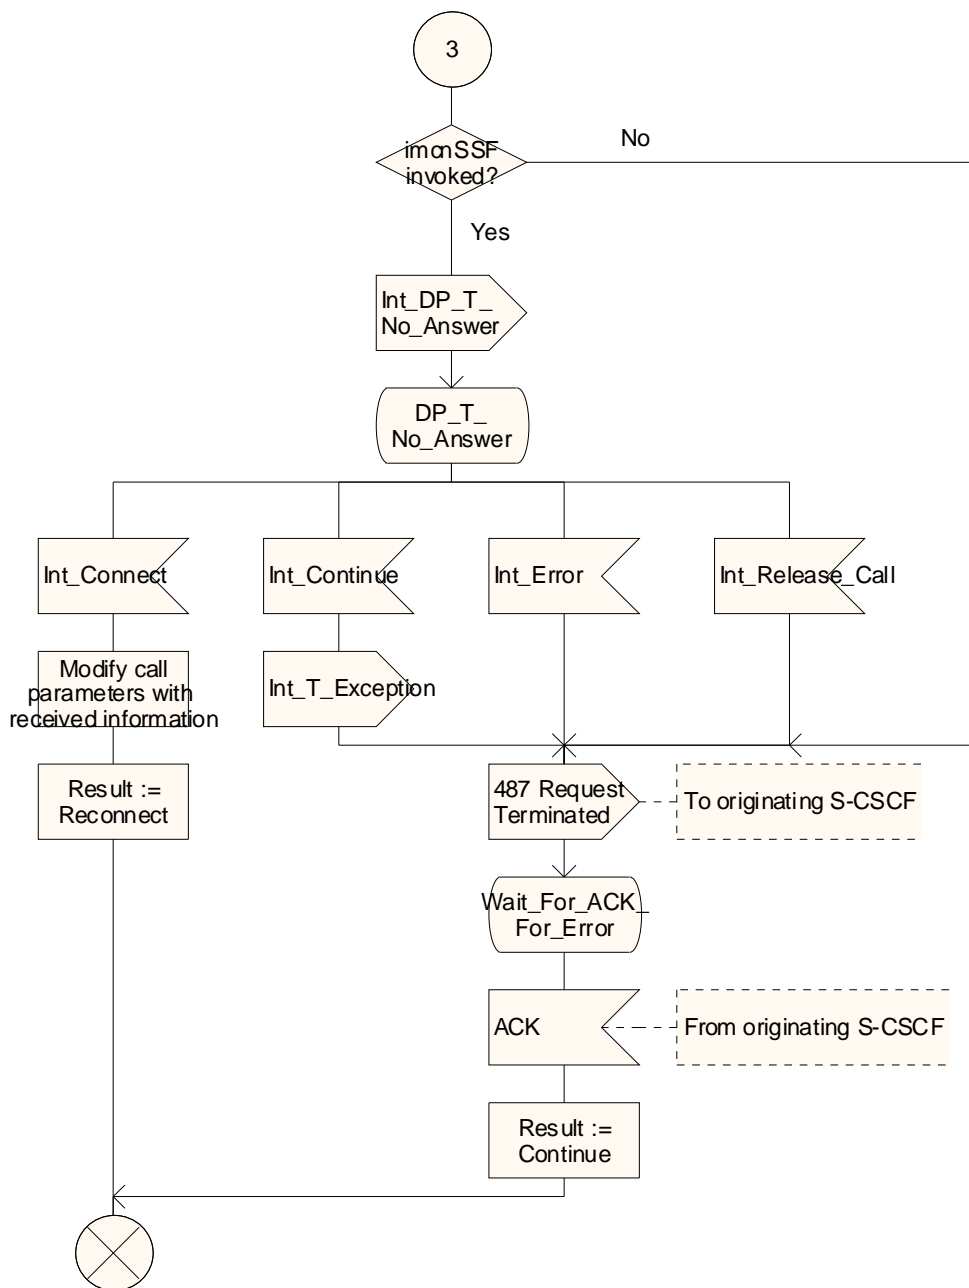 3
imcnSSF
invoked?
No
Yes
Int_DP_T_
No_Answer
DP_T_
No_Answer
Int_Connect
Int_Continue
Int_Error
Int_Release_Call
Modify call
parameters with
received information
Int_T_Exception
Result :=
Reconnect
487 Request
Terminated
To originating S-CSCF
Wait_For_ACK_
For_Error
ACK
From originating S-CSCF
Result :=
Continue